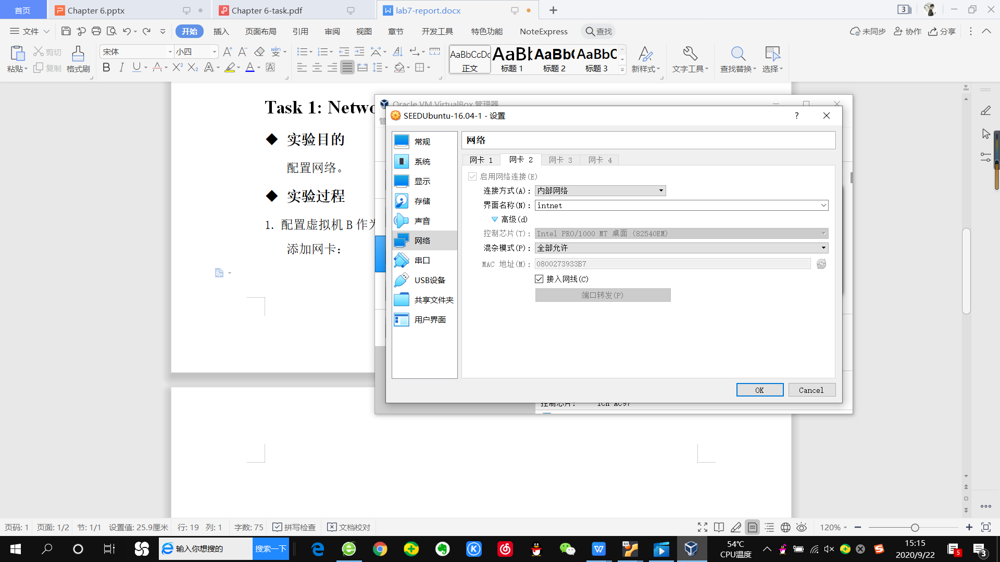 首页
Chapter 6.pptx
Chapter 6-task.pdf
lab7-report.docx
3
文件
开始
插入
页面布局
引用
审阅
视图
章节
开发工具
特色功能
NoteExpress
查找
未同步
协作
分享
粘贴
剪切
复制
格式刷
宋体
小四
AaBbCcDd
正文
AaBb
标题 1
AaBb(
标题 2
AaBbC
标题 3
新样式
文字工具
查找替换
选择
Task 1: Netwo
◆ 实验目的
配置网络。
◆ 实验过程
1. 配置虚拟机 B 作为
添加网卡：
Oracle VM VirtualBox 管理器
SEEDUbuntu-16.04-1 - 设置
常规
系统
显示
存储
声音
网络
串口
USB设备
共享文件夹
用户界面
网络
网卡 1
网卡 2
网卡 3
网卡 4
启用网络连接(E)
连接方式(A)： 内部网络
界面名称(N)： intnet
高级(d)
控制芯片(T)： Intel PRO/1000 MT 桌面 (82540EM)
混杂模式(P)： 全部允许
MAC 地址(M)： 0800273933B7
接入网线(C)
端口转发(P)
OK
Cancel
控制芯片： ICH AC97
页码: 1
页面: 1/2
节: 1/1
设置值: 25.9厘米
行: 19
列: 1
字数: 75
拼写检查
文档校对
120%
输入你想搜的
搜索一下
54℃
CPU温度
15:15
2020/9/22
5
3